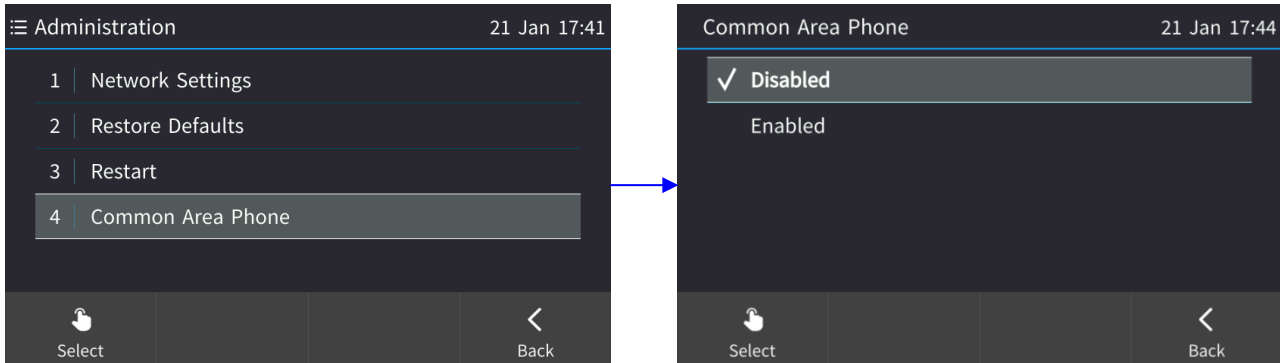 Administration 21 Jan 17:41
1 Network Settings
2 Restore Defaults
3 Restart
4 Common Area Phone
Select Back
Common Area Phone 21 Jan 17:44
Disabled
Enabled
Select Back